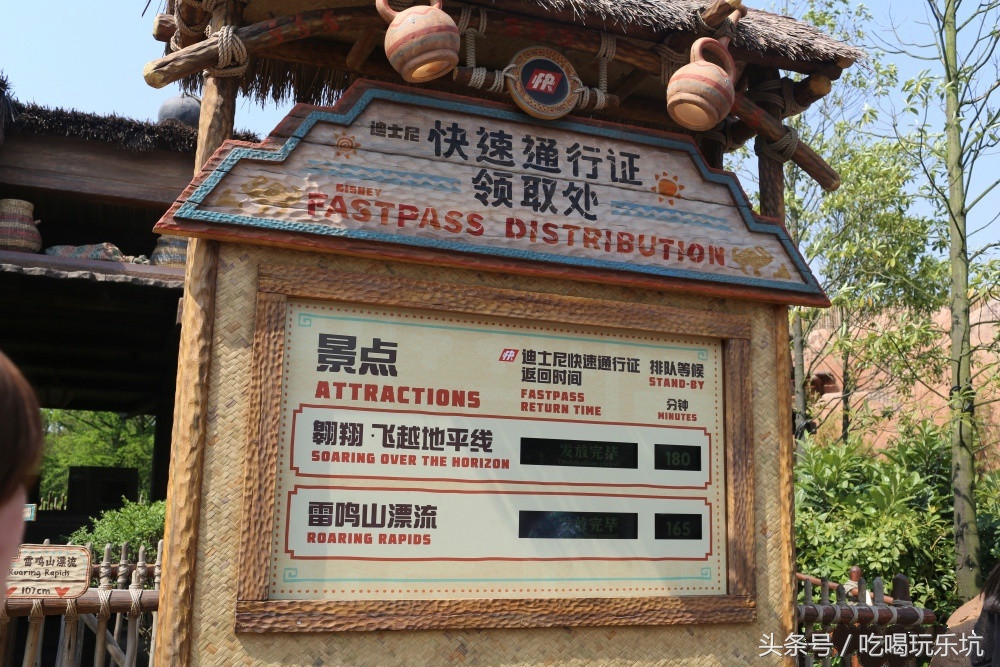 快
迪士尼 快速通行证
领取处
DISNEY
FASTPASS DISTRIBUTION
景点
ATTRACTIONS
快 迪士尼快速通行证
返回时间
FASTPASS
RETURN TIME
排队等候
STAND-BY
分钟
MINUTES
翱翔·飞越地平线
SOARING OVER THE HORIZON
发放完毕
180
雷鸣山漂流
ROARING RAPIDS
发放完毕
165
雷鸣山漂流
Roaring Rapids
107cm
头条号 / 吃喝玩乐坑